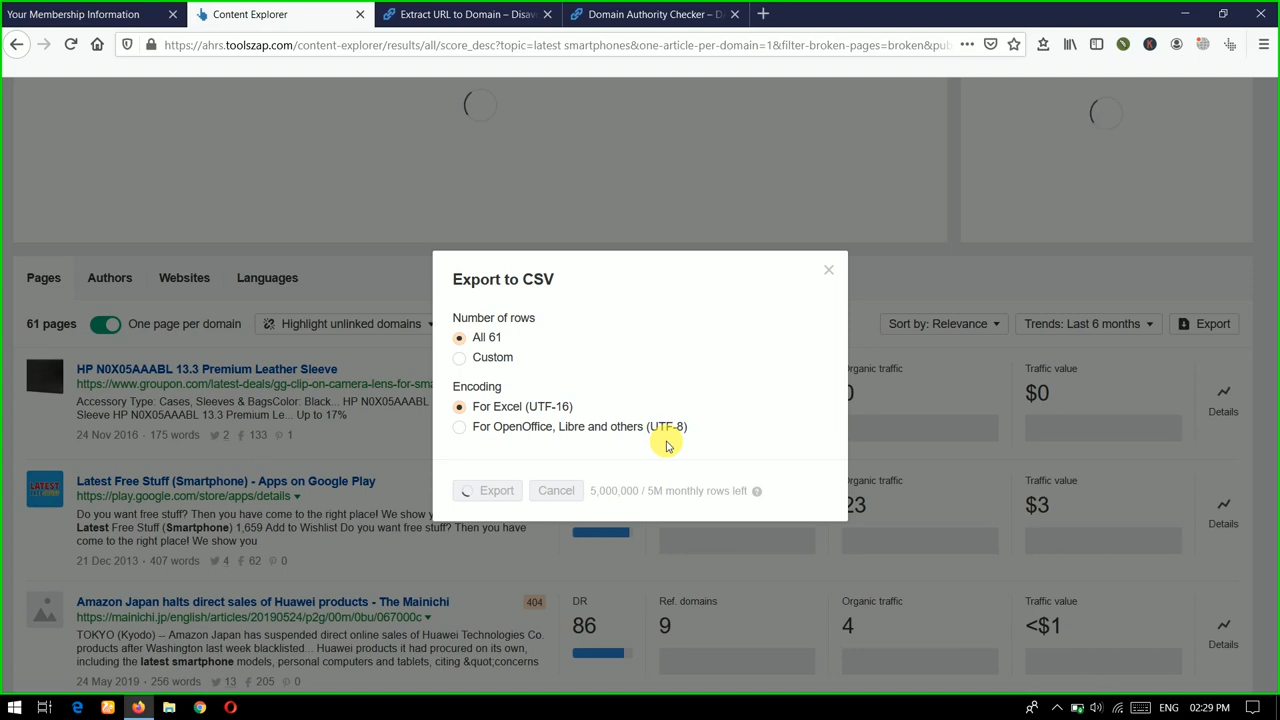 Your Membership Information
Content Explorer
Extract URL to Domain – Disav
Domain Authority Checker – D
https://ahrs.toolszap.com/content-explorer/results/all/score_desc?topic=latest smartphones&one-article-per-domain=1&filter-broken-pages=broken&pub
Pages
Authors
Websites
Languages
61 pages
One page per domain
Highlight unlinked domains
Sort by: Relevance
Trends: Last 6 months
Export
HP N0X05AAABL 13.3 Premium Leather Sleeve
https://www.groupon.com/latest-deals/gg-clip-on-camera-lens-for-sma
Accessory Type: Cases, Sleeves & BagsColor: Black... HP N0X05AAABL
Sleeve HP N0X05AAABL 13.3 Premium Le... Up to 17%
24 Nov 2016 · 175 words 2 133 1
Organic traffic
0
Traffic value
$0
Details
Export to CSV
Number of rows
All 61
Custom
Encoding
For Excel (UTF-16)
For OpenOffice, Libre and others (UTF-8)
Export
Cancel
5,000,000 / 5M monthly rows left
Latest Free Stuff (Smartphone) - Apps on Google Play
https://play.google.com/store/apps/details
Do you want free stuff? Then you have come to the right place! We show y
Latest Free Stuff (Smartphone) 1,659 Add to Wishlist Do you want free stuff? Then you have
come to the right place! We show you
21 Dec 2013 · 407 words 4 62 0
Organic traffic
23
Traffic value
$3
Details
Amazon Japan halts direct sales of Huawei products - The Mainichi
404
https://mainichi.jp/english/articles/20190524/p2g/00m/0bu/067000c
TOKYO (Kyodo) -- Amazon Japan has suspended direct online sales of Huawei Technologies Co.
products after Washington last week blacklisted... Huawei products it had procured on its own,
including the latest smartphone models, personal computers and tablets, citing &quot;concerns
24 May 2019 · 256 words 13 205 0
DR
86
Ref. domains
9
Organic traffic
4
Traffic value
<$1
Details
ENG
02:29 PM